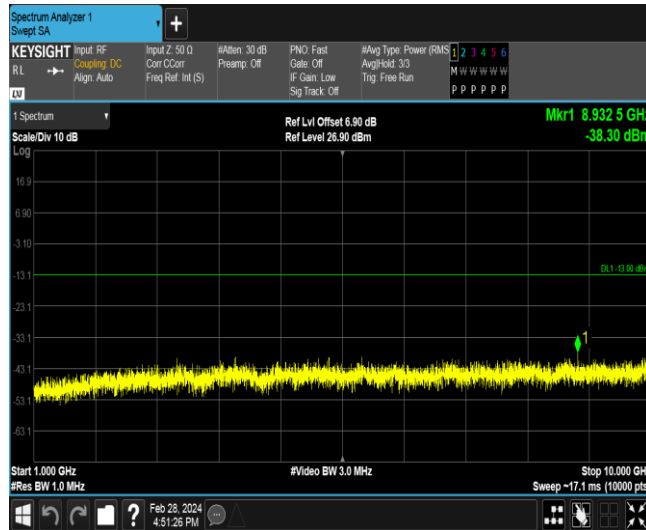 Spectrum Analyzer 1
Swept SA
+
KEYSIGHT Input: RF Input Z: 50 Ω #Atten: 30 dB PNO: Fast #Avg Type: Power (RMS 1 2 3 4 5 6
RL Coupling: DC Corr CCorr Preamp: Off Gate: Off Avg|Hold: 3/3 M W W W W W
Align: Auto Freq Ref: Int (S) IF Gain: Low Trig: Free Run
Sig Track: Off P P P P P P
LXI
1 Spectrum Ref Lvl Offset 6.90 dB Mkr1 8.932 5 GHz
Scale/Div 10 dB Ref Level 26.90 dBm -38.30 dBm
Log
16.9
6.90
-3.10
-13.1 DL1 -13.00 dBm
-23.1
-33.1 1
-43.1
-53.1
-63.1
Start 1.000 GHz #Video BW 3.0 MHz Stop 10.000 GH
#Res BW 1.0 MHz Sweep ~17.1 ms (10000 pts
? Feb 28, 2024
4:51:26 PM